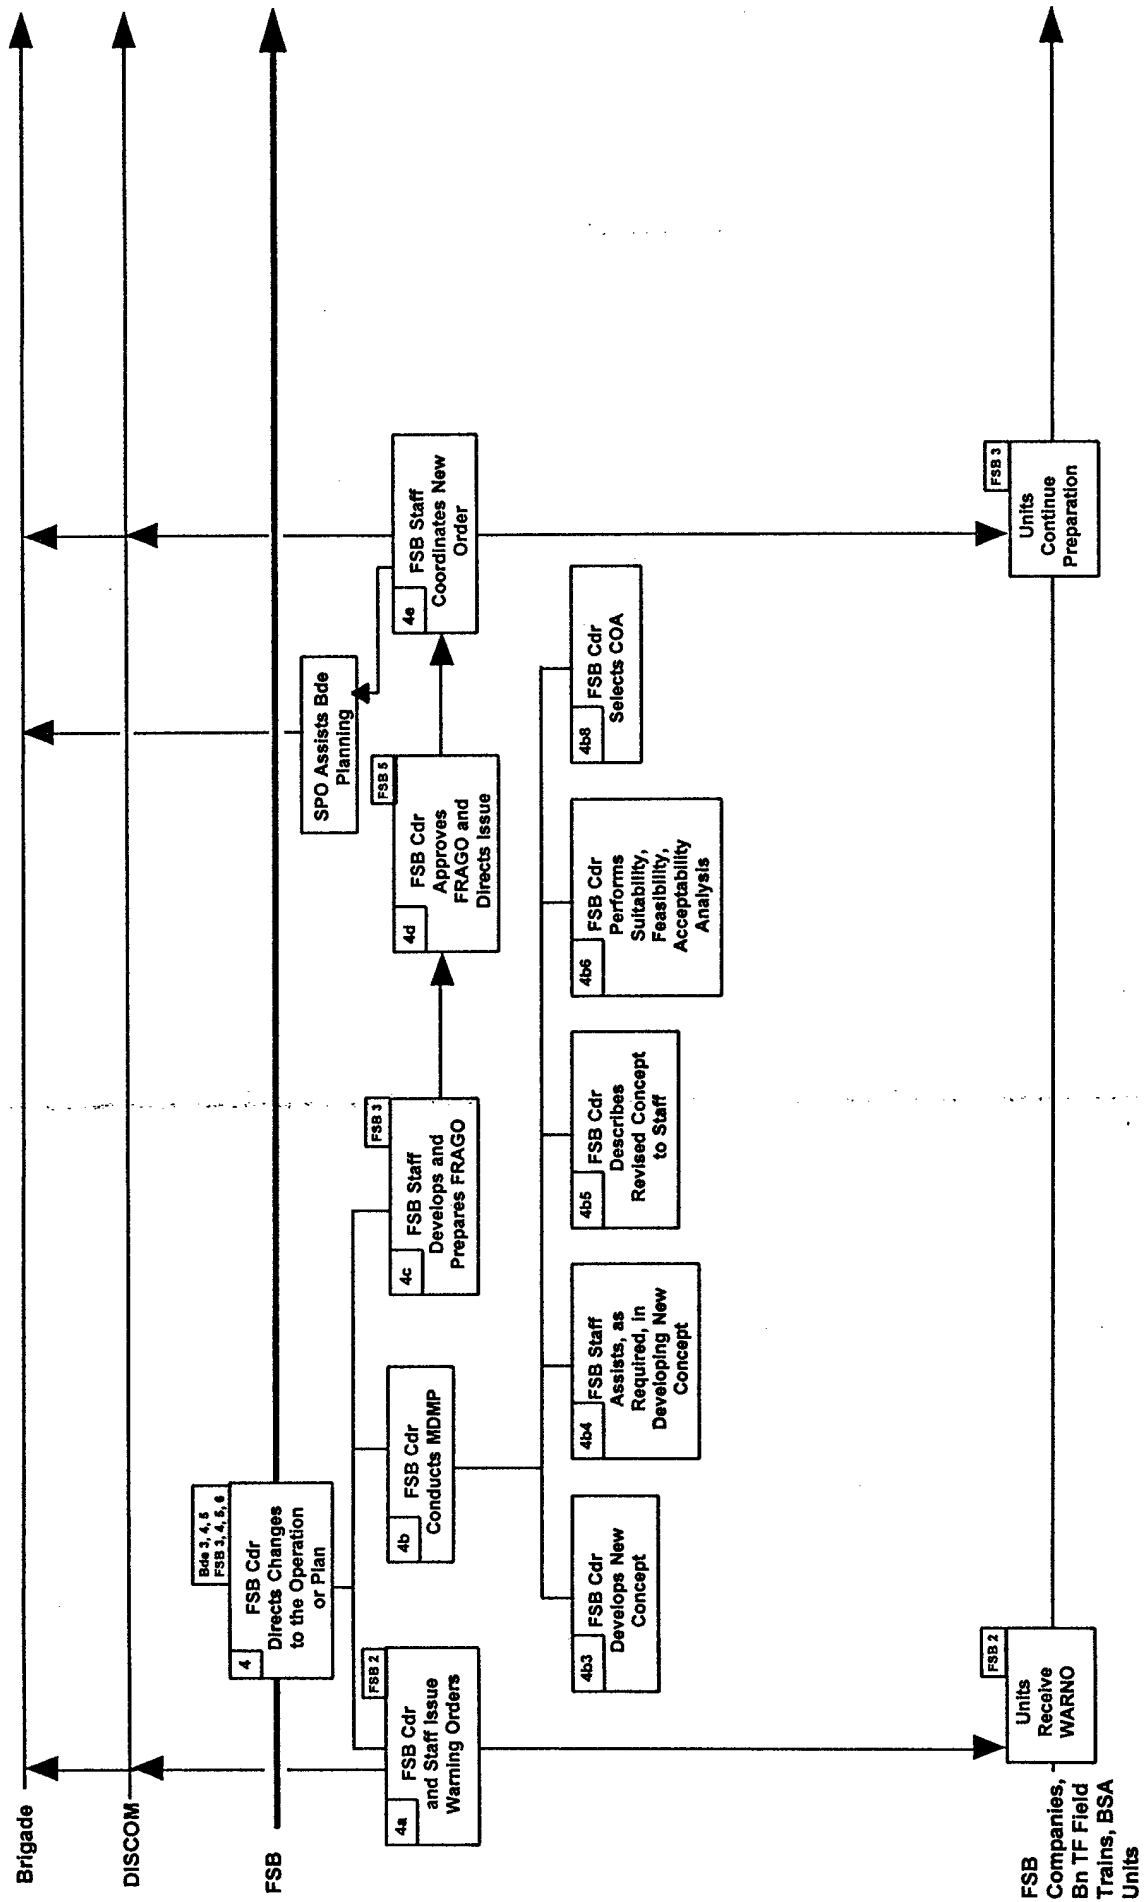 Brigade
DISCOM
FSB
Bde 3, 4, 5
FSB 3, 4, 5, 6
4
FSB Cdr
Directs Changes
to the Operation
or Plan
SPO Assists Bde
Planning
FSB 2
4a
FSB Cdr
and Staff Issue
Warning Orders
4b
FSB Cdr
Conducts MDMP
FSB 3
4c
FSB Staff
Develops and
Prepares FRAGO
FSB 5
4d
FSB Cdr
Approves
FRAGO and
Directs Issue
4e
FSB Staff
Coordinates New
Order
4b3
FSB Cdr
Develops New
Concept
4b4
FSB Staff
Assists, as
Required, in
Developing New
Concept
4b5
FSB Cdr
Describes
Revised Concept
to Staff
4b6
FSB Cdr
Performs
Suitability,
Feasibility,
Acceptability
Analysis
4b8
FSB Cdr
Selects COA
FSB
Companies,
Bn TF Field
Trains, BSA
Units
FSB 2
Units
Receive
WARNO
FSB 3
Units
Continue
Preparation